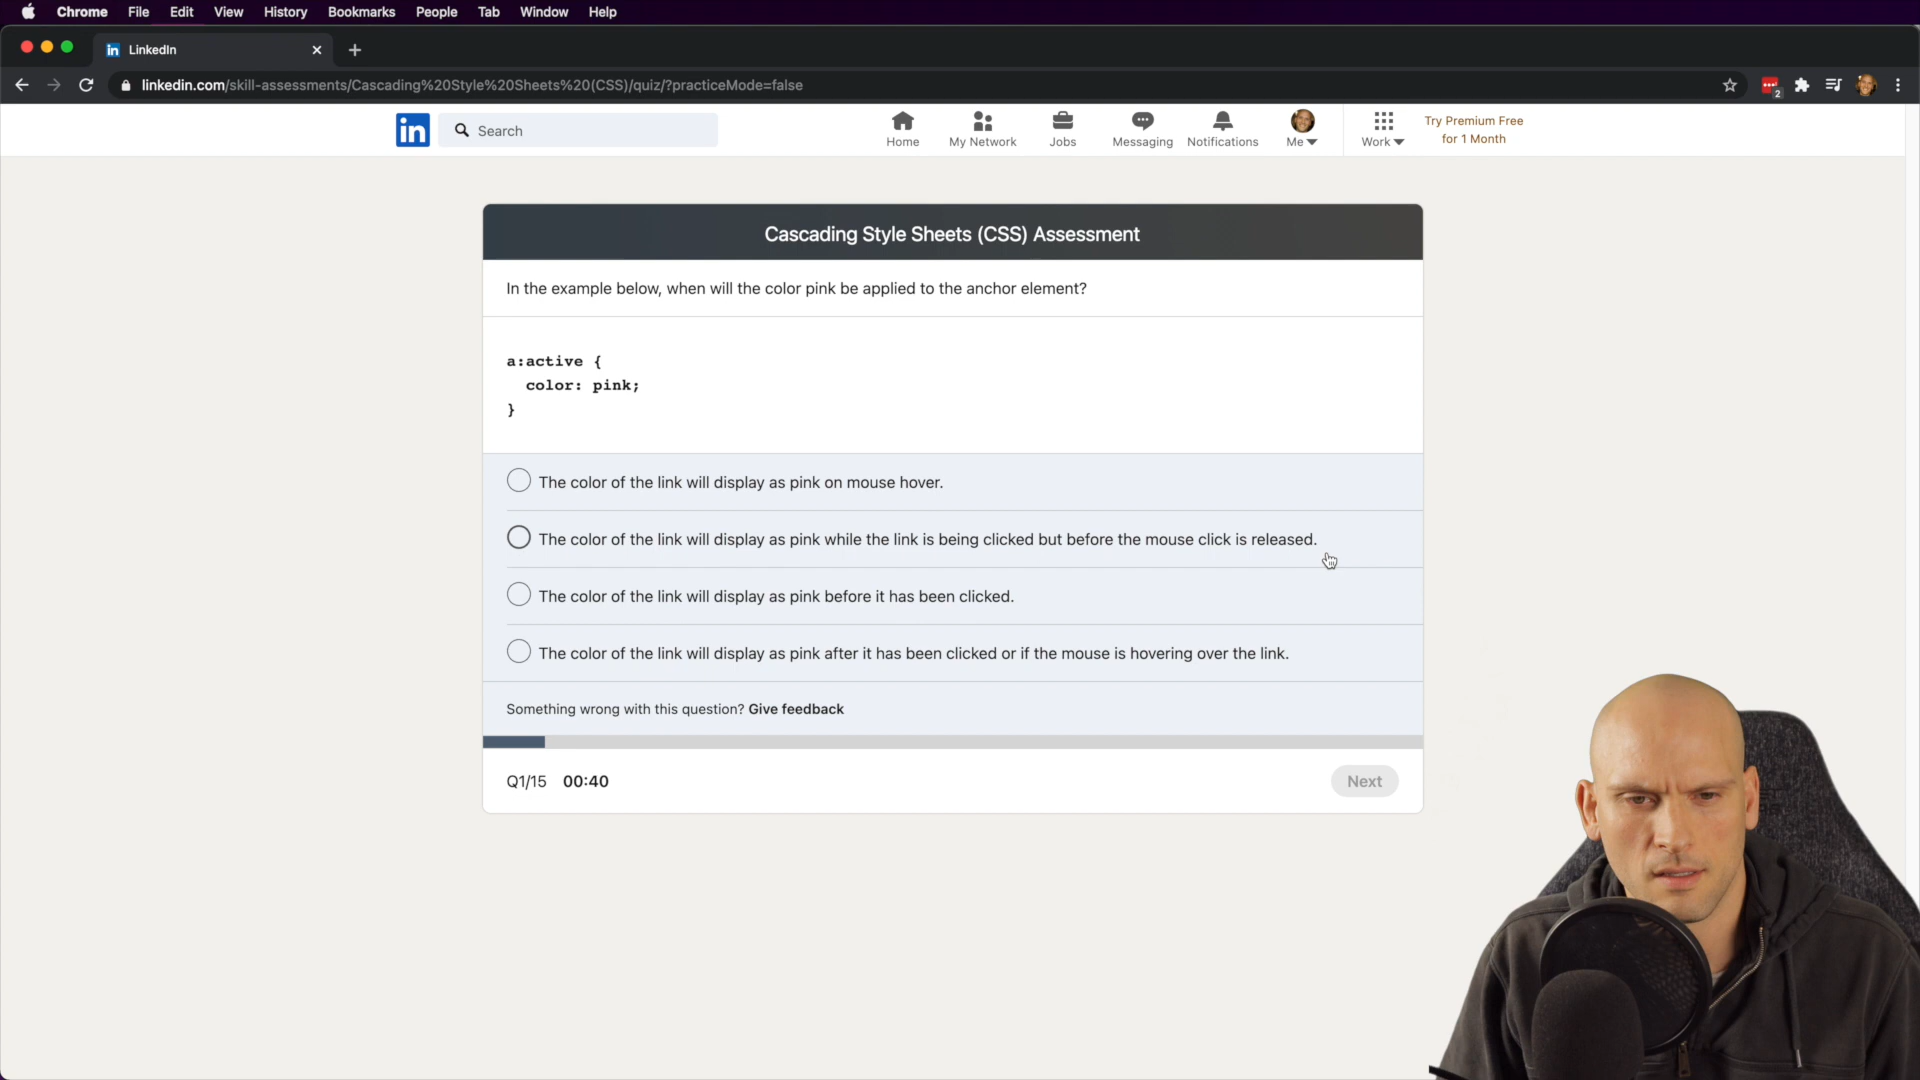 Chrome File Edit View History Bookmarks People Tab Window Help
in LinkedIn
linkedin.com/skill-assessments/Cascading%20Style%20Sheets%20(CSS)/quiz/?practiceMode=false
2
in Search
Home My Network Jobs Messaging Notifications Me Work
Try Premium Free
for 1 Month
Cascading Style Sheets (CSS) Assessment
In the example below, when will the color pink be applied to the anchor element?
a:active {
color: pink;
}
The color of the link will display as pink on mouse hover.
The color of the link will display as pink while the link is being clicked but before the mouse click is released.
The color of the link will display as pink before it has been clicked.
The color of the link will display as pink after it has been clicked or if the mouse is hovering over the link.
Something wrong with this question? Give feedback
Q1/15 00:40 Next